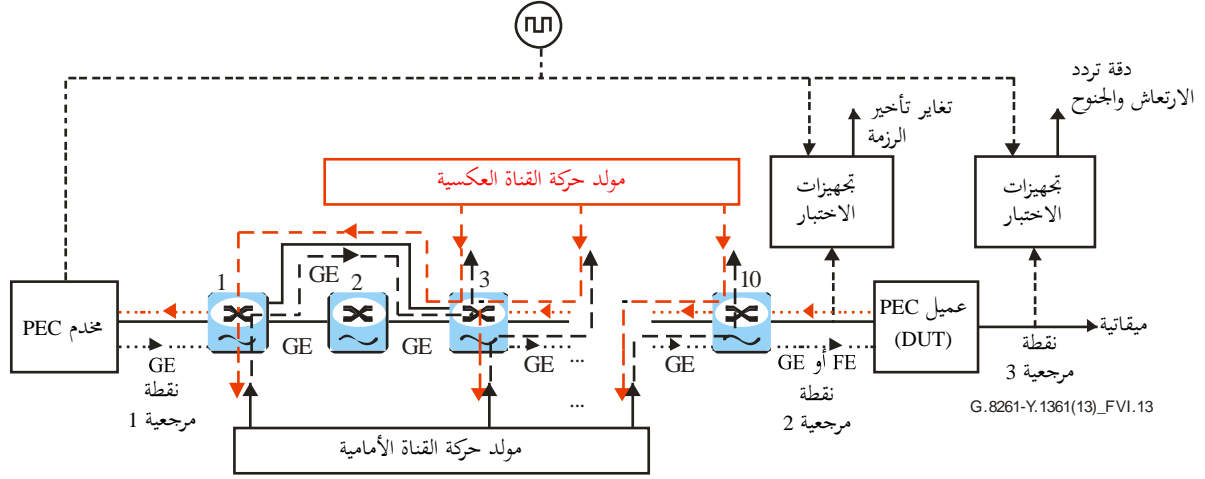 دقة تردد
الارتعاش والجنوح
تغاير تأخير
الرزمة
تجهيزات
الاختبار
تجهيزات
الاختبار
مولد حركة القناة العكسية
GE
1
2
3
10
مخدم PEC
GE
GE
GE
نقطة
مرجعية 1
GE
...
GE
...
GE أو FE
نقطة
مرجعية 2
عميل PEC
(DUT)
ميقاتية
نقطة
مرجعية 3
G.8261-Y.1361(13)_FVI.13
مولد حركة القناة الأمامية